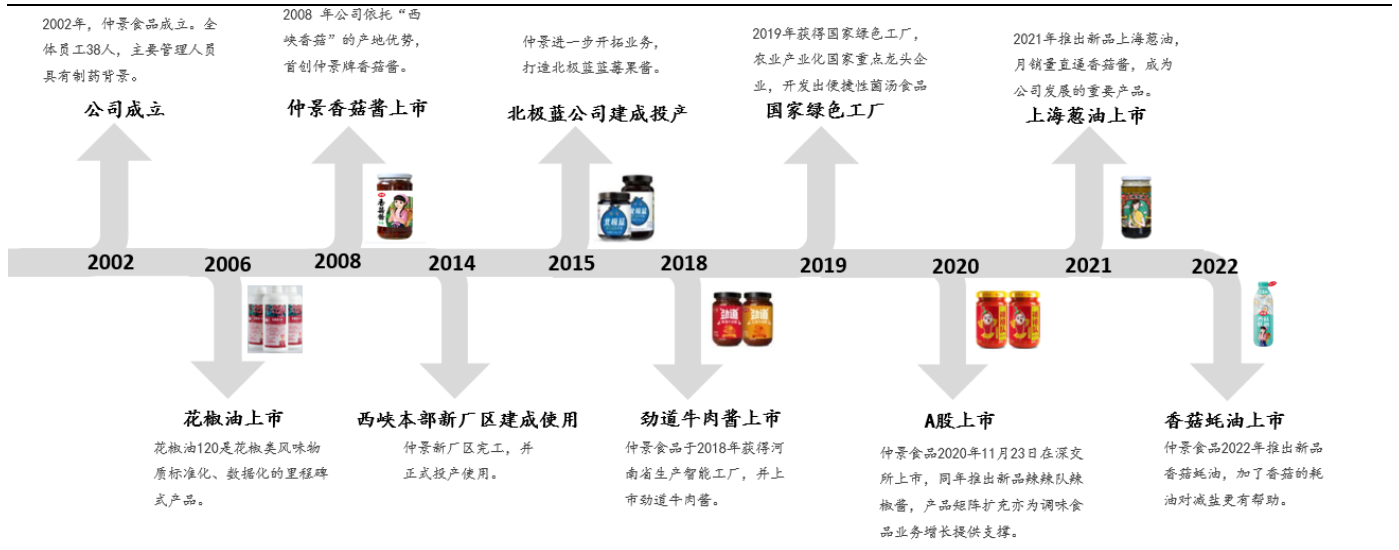 2002年，仲景食品成立。全
体员工38人，主要管理人员
具有制药背景。
公司成立
2008 年公司依托“西
峡香菇”的产地优势，
首创仲景牌香菇酱。
仲景香菇酱上市
仲景进一步开拓业务，
打造北极蓝蓝莓果酱。
北极蓝公司建成投产
2019年获得国家绿色工厂，
农业产业化国家重点龙头企
业，开发出便捷性菌汤食品
国家绿色工厂
2021年推出新品上海葱油，
月销量直逼香菇酱，成为
公司发展的重要产品。
上海葱油上市
香菇酱
北极蓝
2002
2006
2008
2014
2015
2018
2019
2020
2021
2022
劲道
劲道
花椒油上市
花椒油120是花椒类风味物
质标准化、数据化的里程碑
式产品。
西峡本部新厂区建成使用
仲景新厂区完工，并
正式投产使用。
劲道牛肉酱上市
仲景食品于2018年获得河
南省生产智能工厂，并上
市劲道牛肉酱。
A股上市
仲景食品2020年11月23日在深交
所上市，同年推出新品辣辣队辣
椒酱，产品矩阵扩充亦为调味食
品业务增长提供支撑。
香菇蚝油上市
仲景食品2022年推出新品
香菇蚝油，加了香菇的耗
油对减盐更有帮助。